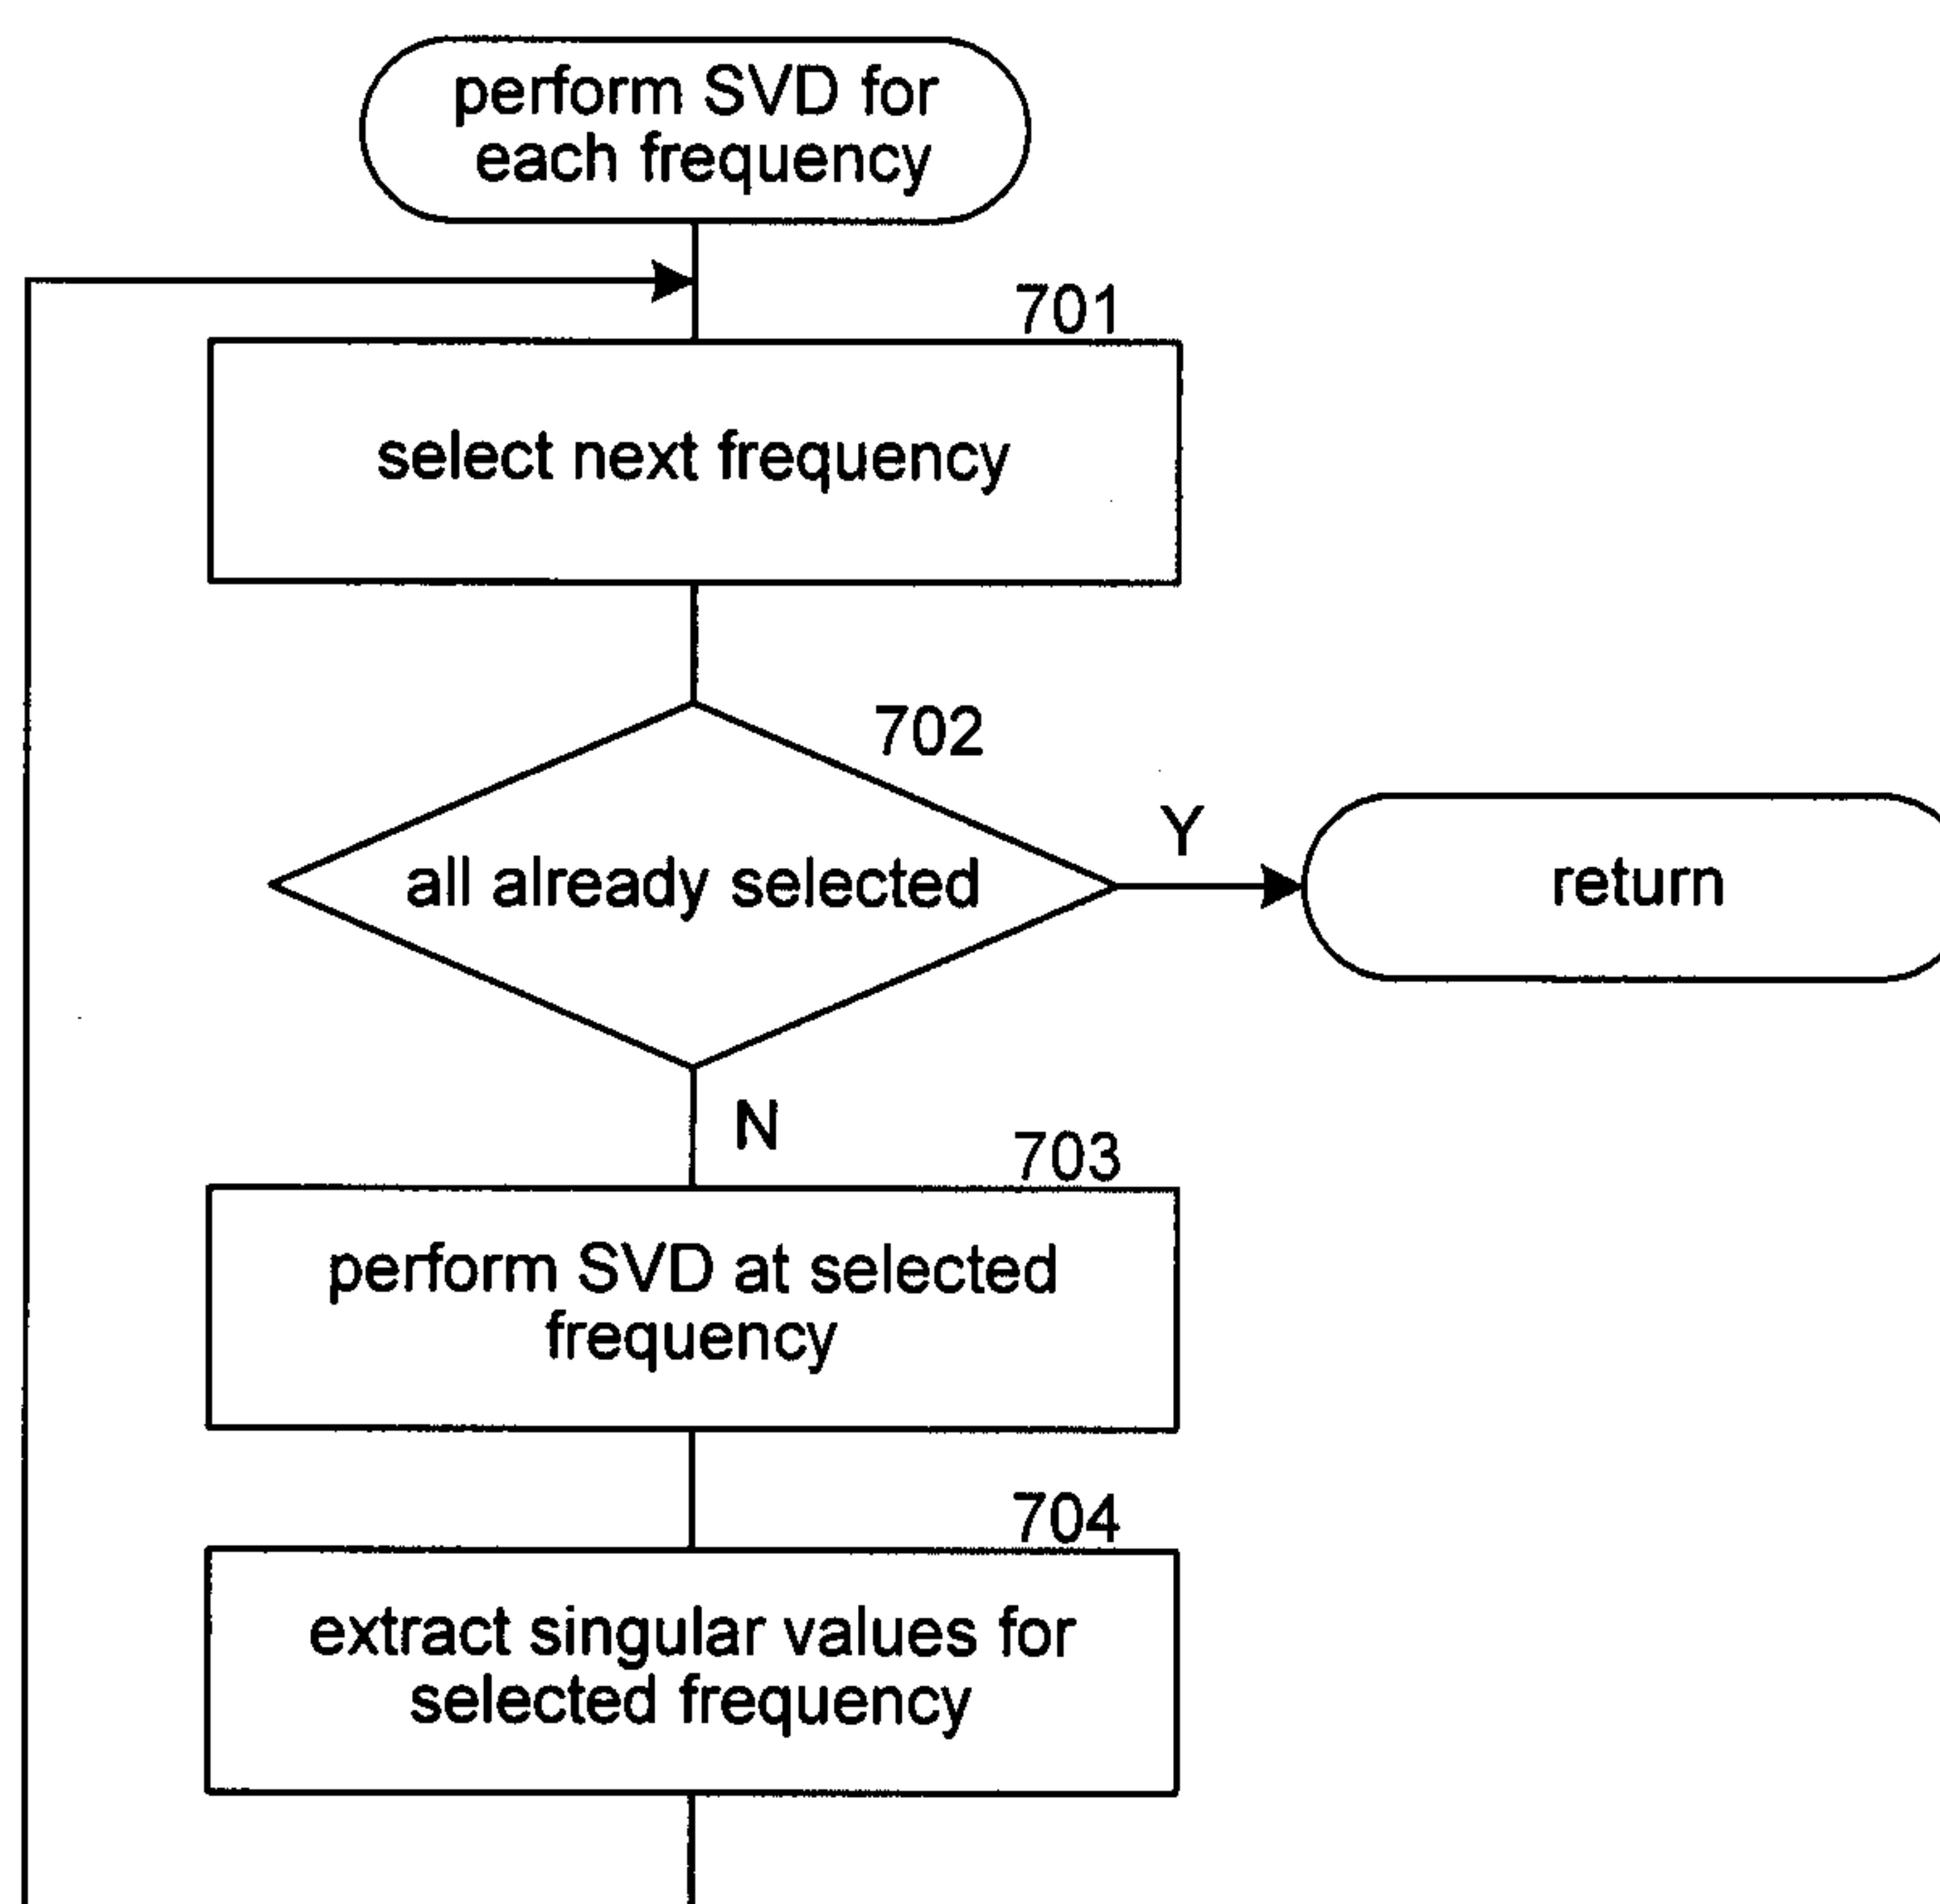 perform SVD for
each frequency
701
select next frequency
702
all already selected
Y
return
N
703
perform SVD at selected
frequency
704
extract singular values for
selected frequency